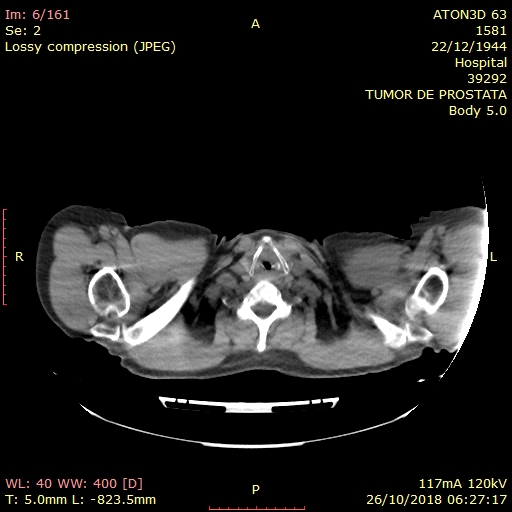 Im: 6/161
Se: 2
Lossy compression (JPEG)
A
ATON3D 63
1581
22/12/1944
Hospital
39292
TUMOR DE PROSTATA
Body 5.0
R
L
WL: 40 WW: 400 [D]
T: 5.0mm L: -823.5mm
P
117mA 120kV
26/10/2018 06:27:17